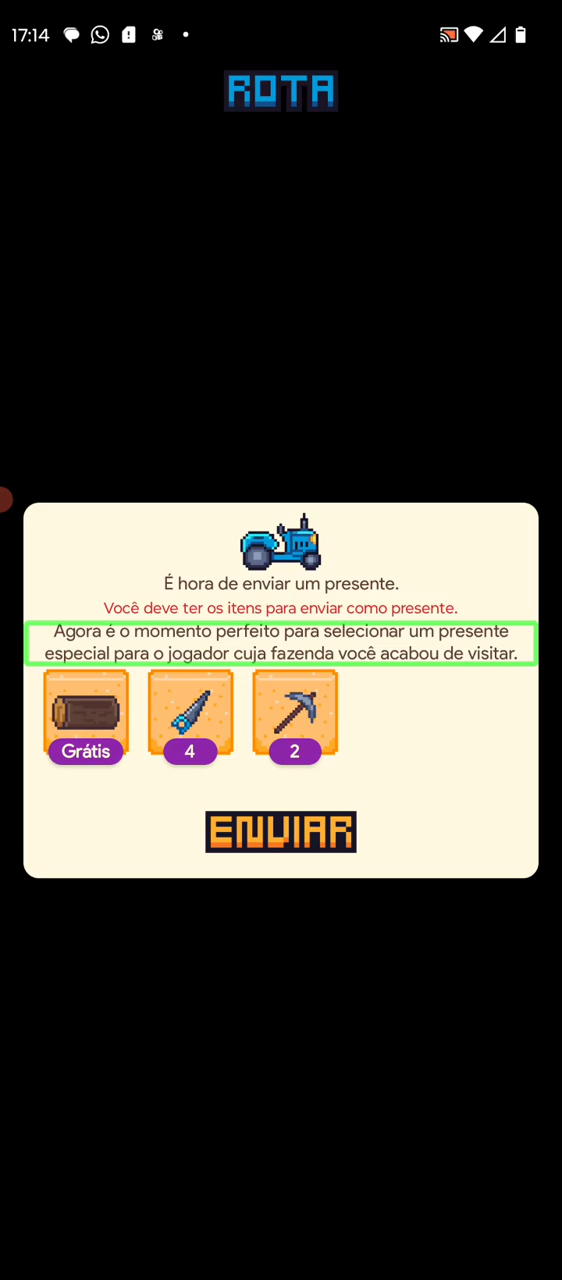 17:14
ROTA
É hora de enviar um presente.
Você deve ter os itens para enviar como presente.
Agora é o momento perfeito para selecionar um presente
especial para o jogador cuja fazenda você acabou de visitar.
Grátis 4 2
ENVIAR